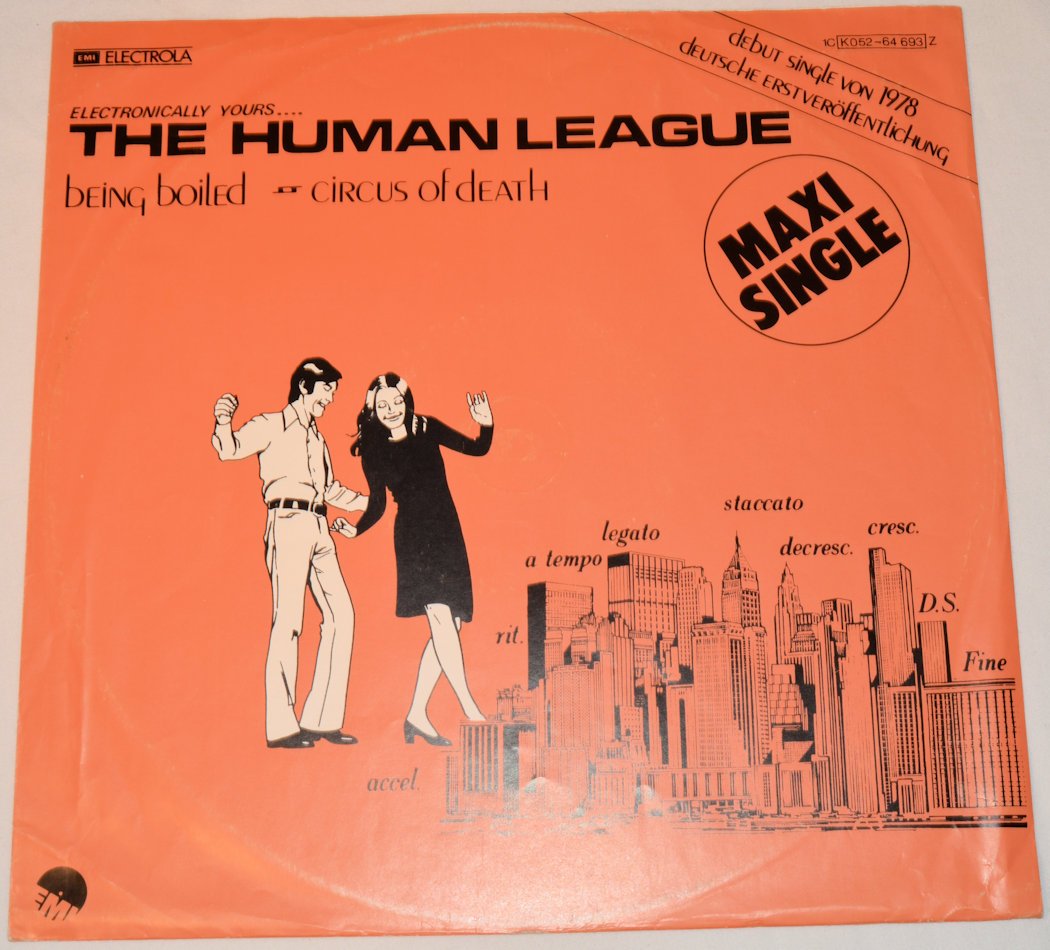 EMI ELECTROLA
1C K052-64 693 Z
debut single von 1978
deutsche erstveröffentlichung
ELECTRONICALLY YOURS....
THE HUMAN LEAGUE
being boiled
circus of death
MAXI
SINGLE
staccato
legato
cresc.
a tempo
decresc.
D.S.
rit.
Fine
accel.
EMI